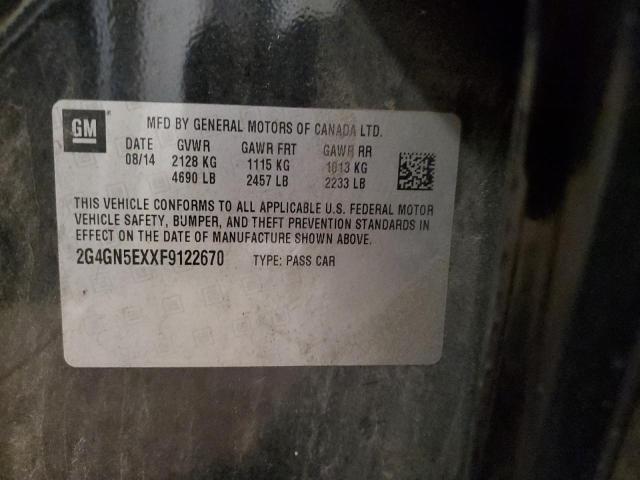 GM
MFD BY GENERAL MOTORS OF CANADA LTD.
DATE GVWR GAWR FRT GAWR RR
08/14 2128 KG 1115 KG 1013 KG
4690 LB 2457 LB 2233 LB
THIS VEHICLE CONFORMS TO ALL APPLICABLE U.S. FEDERAL MOTOR
VEHICLE SAFETY, BUMPER, AND THEFT PREVENTION STANDARDS IN
EFFECT ON THE DATE OF MANUFACTURE SHOWN ABOVE.
2G4GN5EXXF9122670 TYPE: PASS CAR